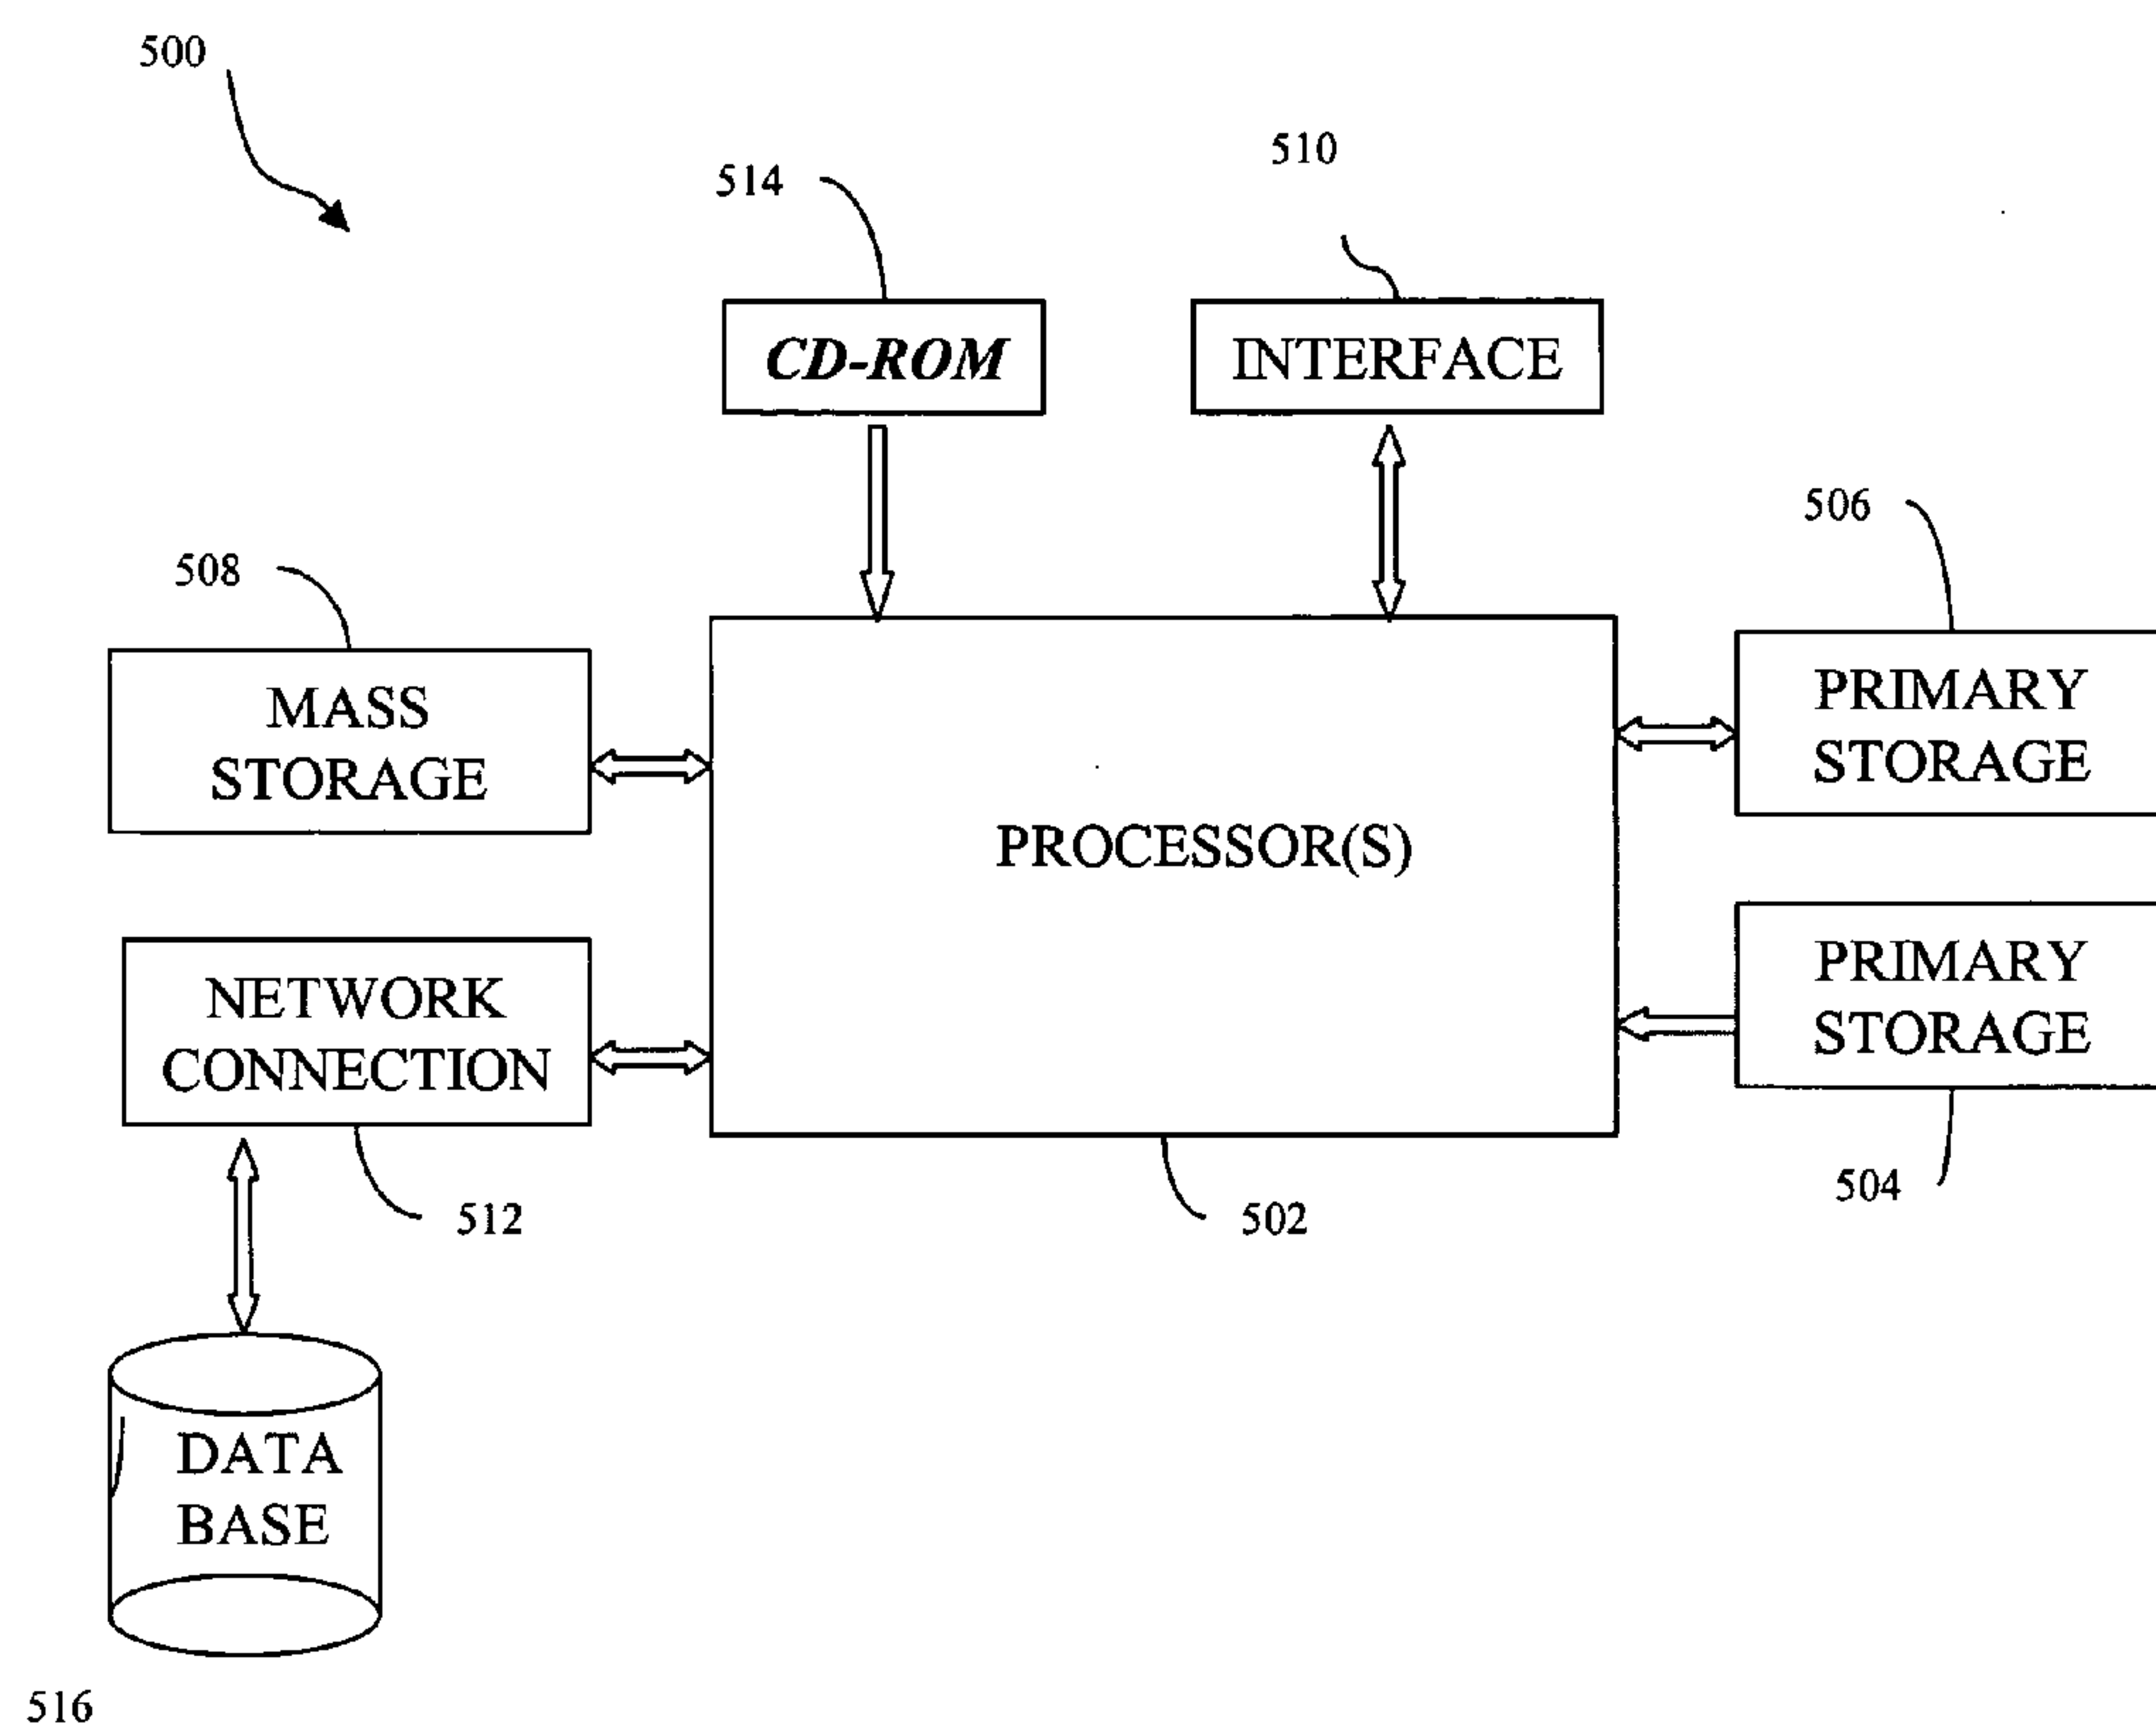 500
514
510
CD-ROM
INTERFACE
506
508
MASS
STORAGE
PRIMARY
STORAGE
PROCESSOR(S)
NETWORK
CONNECTION
PRIMARY
STORAGE
512
502
504
DATA
BASE
516